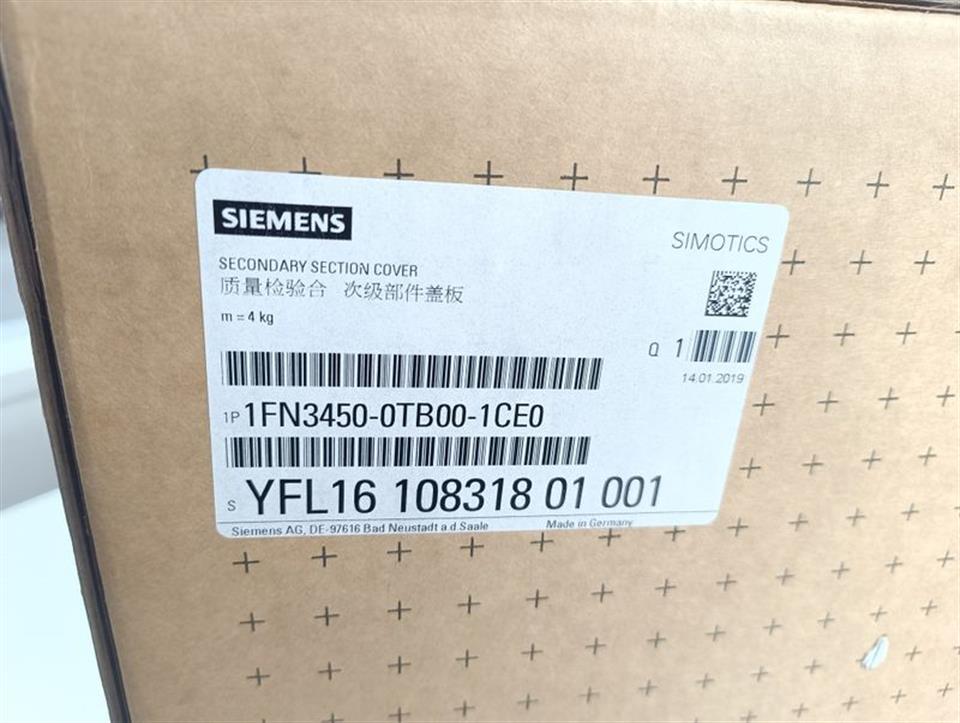 SIEMENS
SIMOTICS
SECONDARY SECTION COVER
质量检验合 次级部件盖板
m = 4 kg
Q 1
14.01.2019
1P 1FN3450-0TB00-1CE0
S YFL16 108318 01 001
Siemens AG, DE-97616 Bad Neustadt a.d.Saale Made in Germany